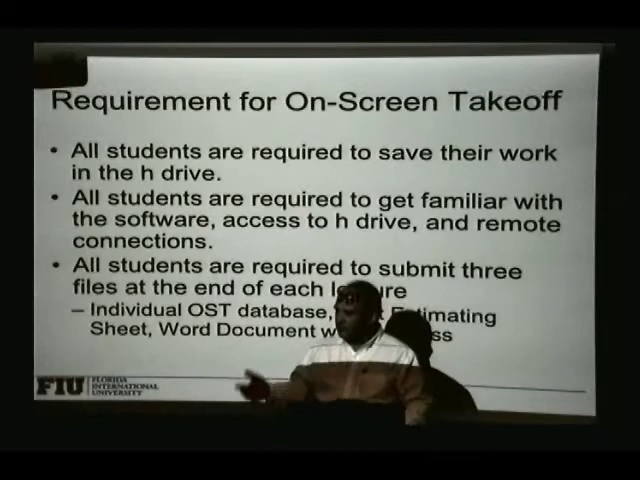 Requirement for On-Screen Takeoff
• All students are required to save their work
in the h drive.
• All students are required to get familiar with
the software, access to h drive, and remote
connections.
• All students are required to submit three
files at the end of each
– Individual OST database, Estimating
Sheet, Word Document
FIU FLORIDA
INTERNATIONAL
UNIVERSITY